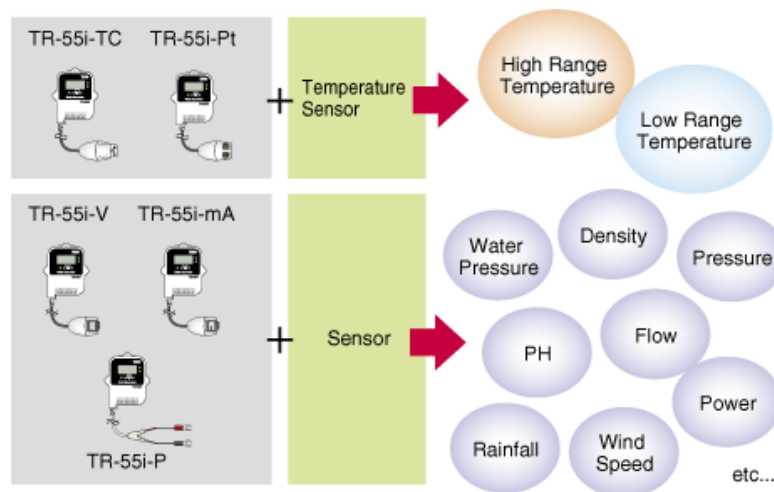 TR-55i-TC
TR-55i-Pt
+
Temperature
Sensor
High Range
Temperature
Low Range
Temperature
TR-55i-V
TR-55i-mA
TR-55i-P
+
Sensor
Water
Pressure
Density
Pressure
PH
Flow
Power
Rainfall
Wind
Speed
etc...